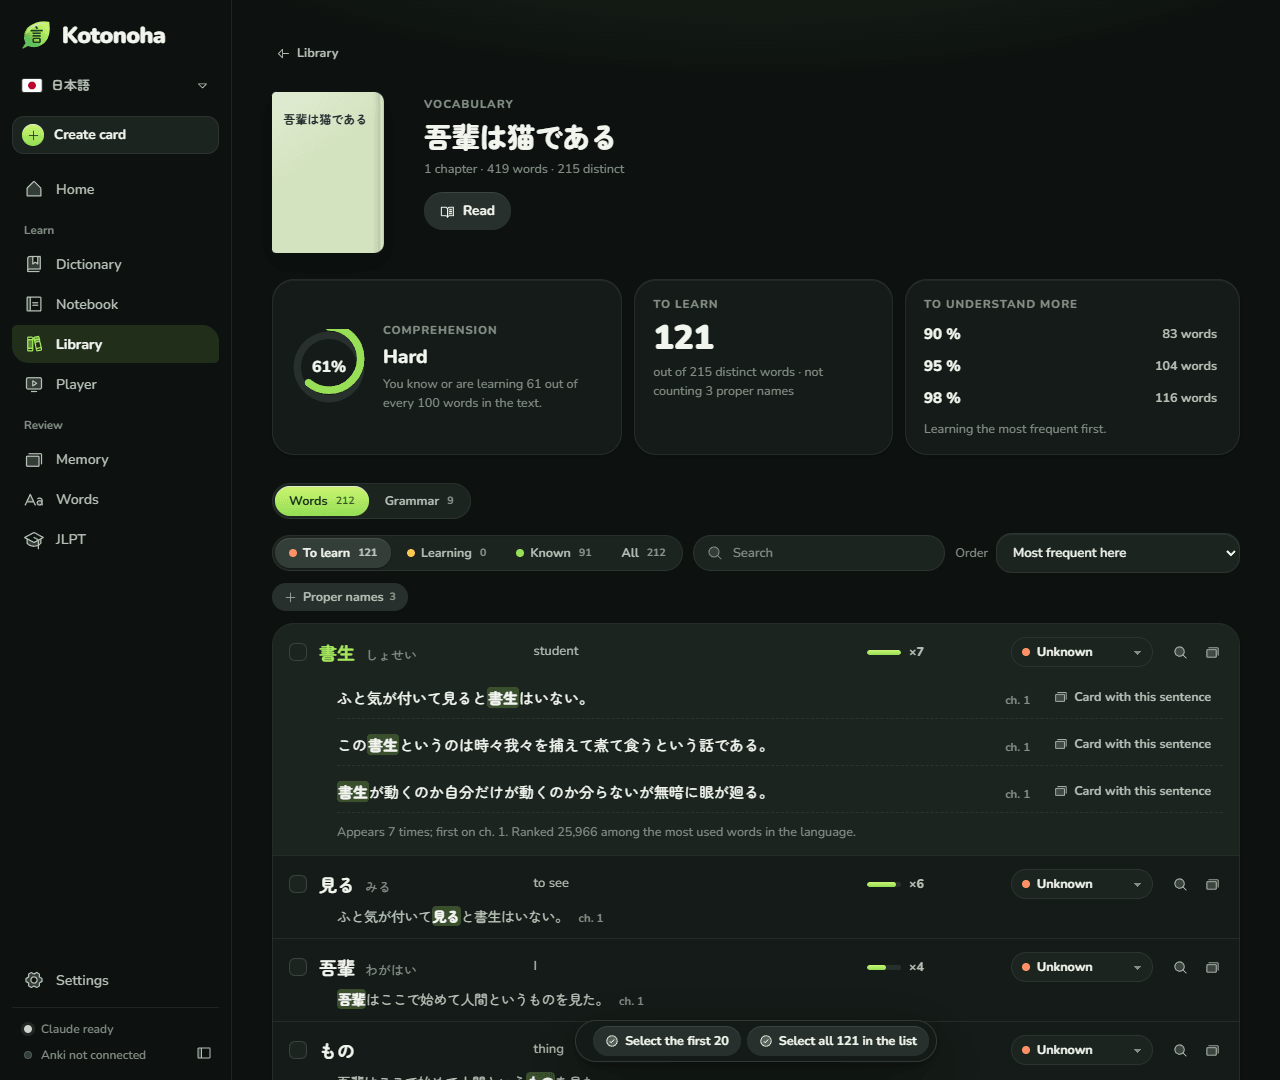 言 Kotonoha
日本語
Create card
Home
Learn
Dictionary
Notebook
Library
Player
Review
Memory
Aa Words
JLPT
Settings
Claude ready
Anki not connected
Library
吾輩は猫である
VOCABULARY
吾輩は猫である
1 chapter · 419 words · 215 distinct
Read
61%
COMPREHENSION
Hard
You know or are learning 61 out of
every 100 words in the text.
TO LEARN
121
out of 215 distinct words · not
counting 3 proper names
TO UNDERSTAND MORE
90 % 83 words
95 % 104 words
98 % 116 words
Learning the most frequent first.
Words 212 Grammar 9
To learn 121 Learning 0 Known 91 All 212 Search Order Most frequent here
Proper names 3
書生 しょせい student ×7 Unknown
ふと気が付いて見ると書生はいない。 ch. 1 Card with this sentence
この書生というのは時々我々を捕えて煮て食うという話である。 ch. 1 Card with this sentence
書生が動くのか自分だけが動くのか分らないが無暗に眼が廻る。 ch. 1 Card with this sentence
Appears 7 times; first on ch. 1. Ranked 25,966 among the most used words in the language.
見る みる to see ×6 Unknown
ふと気が付いて見ると書生はいない。 ch. 1
吾輩 わがはい I ×4 Unknown
吾輩はここで始めて人間というものを見た。 ch. 1
もの thing Unknown
Select the first 20 Select all 121 in the list